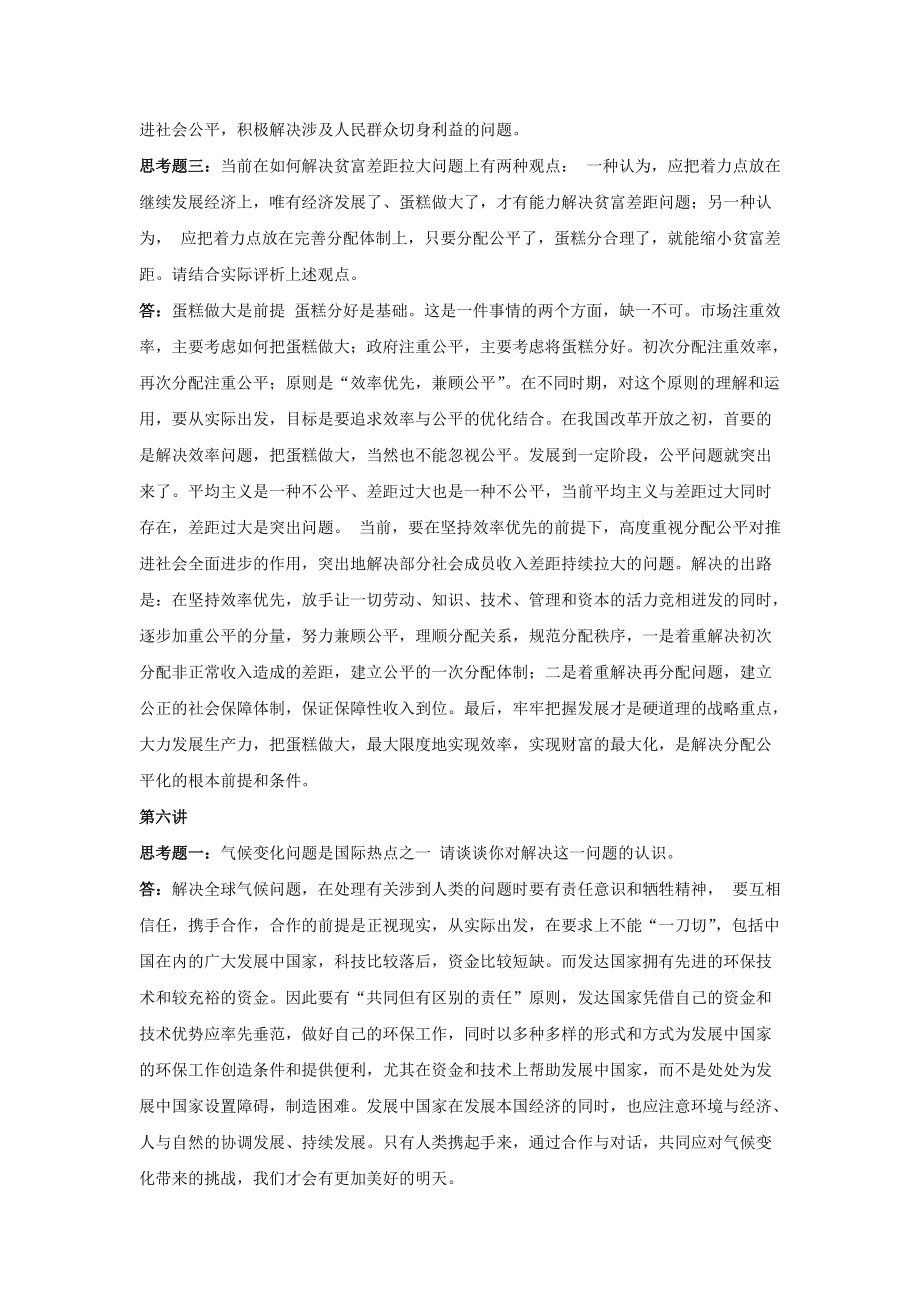 进社会公平，积极解决涉及人民群众切身利益的问题。
思考题三：当前在如何解决贫富差距拉大问题上有两种观点： 一种认为，应把着力点放在
继续发展经济上，唯有经济发展了、蛋糕做大了，才有能力解决贫富差距问题；另一种认
为， 应把着力点放在完善分配体制上，只要分配公平了，蛋糕分合理了，就能缩小贫富差
距。请结合实际评析上述观点。
答：蛋糕做大是前提 蛋糕分好是基础。这是一件事情的两个方面，缺一不可。市场注重效
率，主要考虑如何把蛋糕做大；政府注重公平，主要考虑将蛋糕分好。初次分配注重效率，
再次分配注重公平；原则是“效率优先，兼顾公平”。在不同时期，对这个原则的理解和运
用，要从实际出发，目标是要追求效率与公平的优化结合。在我国改革开放之初，首要的
是解决效率问题，把蛋糕做大，当然也不能忽视公平。发展到一定阶段，公平问题就突出
来了。平均主义是一种不公平、差距过大也是一种不公平，当前平均主义与差距过大同时
存在，差距过大是突出问题。 当前，要在坚持效率优先的前提下，高度重视分配公平对推
进社会全面进步的作用，突出地解决部分社会成员收入差距持续拉大的问题。解决的出路
是：在坚持效率优先，放手让一切劳动、知识、技术、管理和资本的活力竞相迸发的同时，
逐步加重公平的分量，努力兼顾公平，理顺分配关系，规范分配秩序，一是着重解决初次
分配非正常收入造成的差距，建立公平的一次分配体制；二是着重解决再分配问题，建立
公正的社会保障体制，保证保障性收入到位。最后，牢牢把握发展才是硬道理的战略重点，
大力发展生产力，把蛋糕做大，最大限度地实现效率，实现财富的最大化，是解决分配公
平化的根本前提和条件。
第六讲
思考题一：气候变化问题是国际热点之一 请谈谈你对解决这一问题的认识。
答：解决全球气候问题，在处理有关涉到人类的问题时要有责任意识和牺牲精神， 要互相
信任，携手合作，合作的前提是正视现实，从实际出发，在要求上不能“一刀切”，包括中
国在内的广大发展中国家，科技比较落后，资金比较短缺。而发达国家拥有先进的环保技
术和较充裕的资金。因此要有“共同但有区别的责任”原则，发达国家凭借自己的资金和
技术优势应率先垂范，做好自己的环保工作，同时以多种多样的形式和方式为发展中国家
的环保工作创造条件和提供便利，尤其在资金和技术上帮助发展中国家，而不是处处为发
展中国家设置障碍，制造困难。发展中国家在发展本国经济的同时，也应注意环境与经济、
人与自然的协调发展、持续发展。只有人类携起手来，通过合作与对话，共同应对气候变
化带来的挑战，我们才会有更加美好的明天。